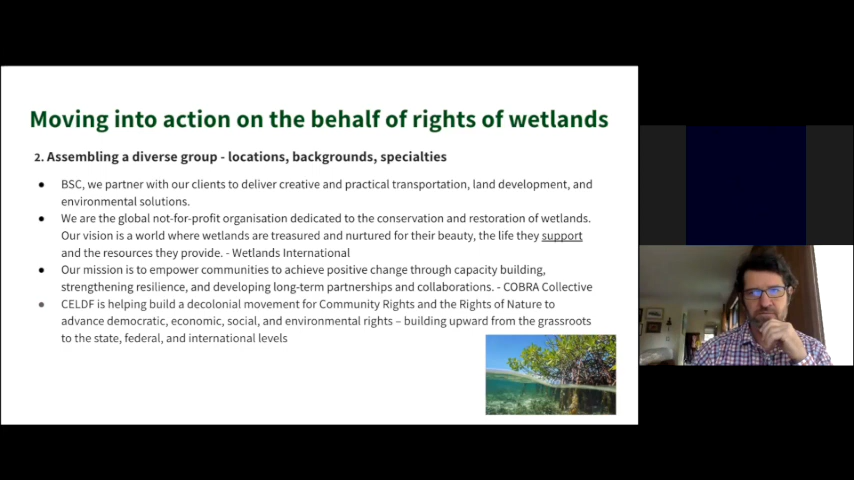 Moving into action on the behalf of rights of wetlands
2. Assembling a diverse group - locations, backgrounds, specialties
● BSC, we partner with our clients to deliver creative and practical transportation, land development, and
environmental solutions.
● We are the global not-for-profit organisation dedicated to the conservation and restoration of wetlands.
Our vision is a world where wetlands are treasured and nurtured for their beauty, the life they support
and the resources they provide. - Wetlands International
● Our mission is to empower communities to achieve positive change through capacity building,
strengthening resilience, and developing long-term partnerships and collaborations. - COBRA Collective
● CELDF is helping build a decolonial movement for Community Rights and the Rights of Nature to
advance democratic, economic, social, and environmental rights – building upward from the grassroots
to the state, federal, and international levels